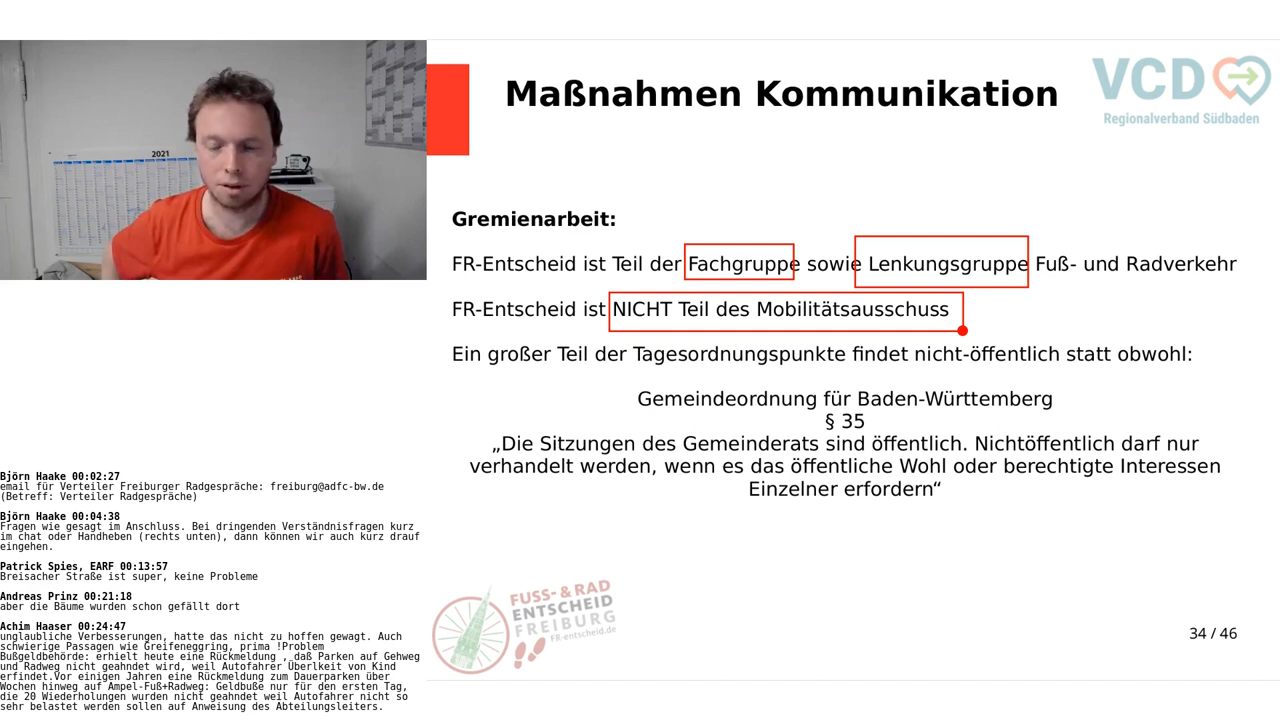 2021
Maßnahmen Kommunikation
VCD
Regionalverband Südbaden
Gremienarbeit:
FR-Entscheid ist Teil der Fachgruppe sowie Lenkungsgruppe Fuß- und Radverkehr
FR-Entscheid ist NICHT Teil des Mobilitätsausschuss
Ein großer Teil der Tagesordnungspunkte findet nicht-öffentlich statt obwohl:
Gemeindeordnung für Baden-Württemberg
§ 35
„Die Sitzungen des Gemeinderats sind öffentlich. Nichtöffentlich darf nur
verhandelt werden, wenn es das öffentliche Wohl oder berechtigte Interessen
Einzelner erfordern“
FUSS- & RAD
ENTSCHEID
FREIBURG
FR-entscheid.de
34 / 46
Björn Haake 00:02:27
email für Verteiler Freiburger Radgespräche: freiburg@adfc-bw.de
(Betreff: Verteiler Radgespräche)
Björn Haake 00:04:38
Fragen wie gesagt im Anschluss. Bei dringenden Verständnisfragen kurz
im chat oder Handheben (rechts unten), dann können wir auch kurz drauf
eingehen.
Patrick Spies, EARF 00:13:57
Breisacher Straße ist super, keine Probleme
Andreas Prinz 00:21:18
aber die Bäume wurden schon gefällt dort
Achim Haaser 00:24:47
unglaubliche Verbesserungen, hatte das nicht zu hoffen gewagt. Auch
schwierige Passagen wie Greifeneggring, prima !Problem
Bußgeldbehörde: erhielt heute eine Rückmeldung ,¸daß Parken auf Gehweg
und Radweg nicht geahndet wird, weil Autofahrer Überlkeit von Kind
erfindet.Vor einigen Jahren eine Rückmeldung zum Dauerparken über
Wochen hinweg auf Ampel-Fuß+Radweg: Geldbuße nur für den ersten Tag,
die 20 Wiederholungen wurden nicht geahndet weil Autofahrer nicht so
sehr belastet werden sollen auf Anweisung des Abteilungsleiters.